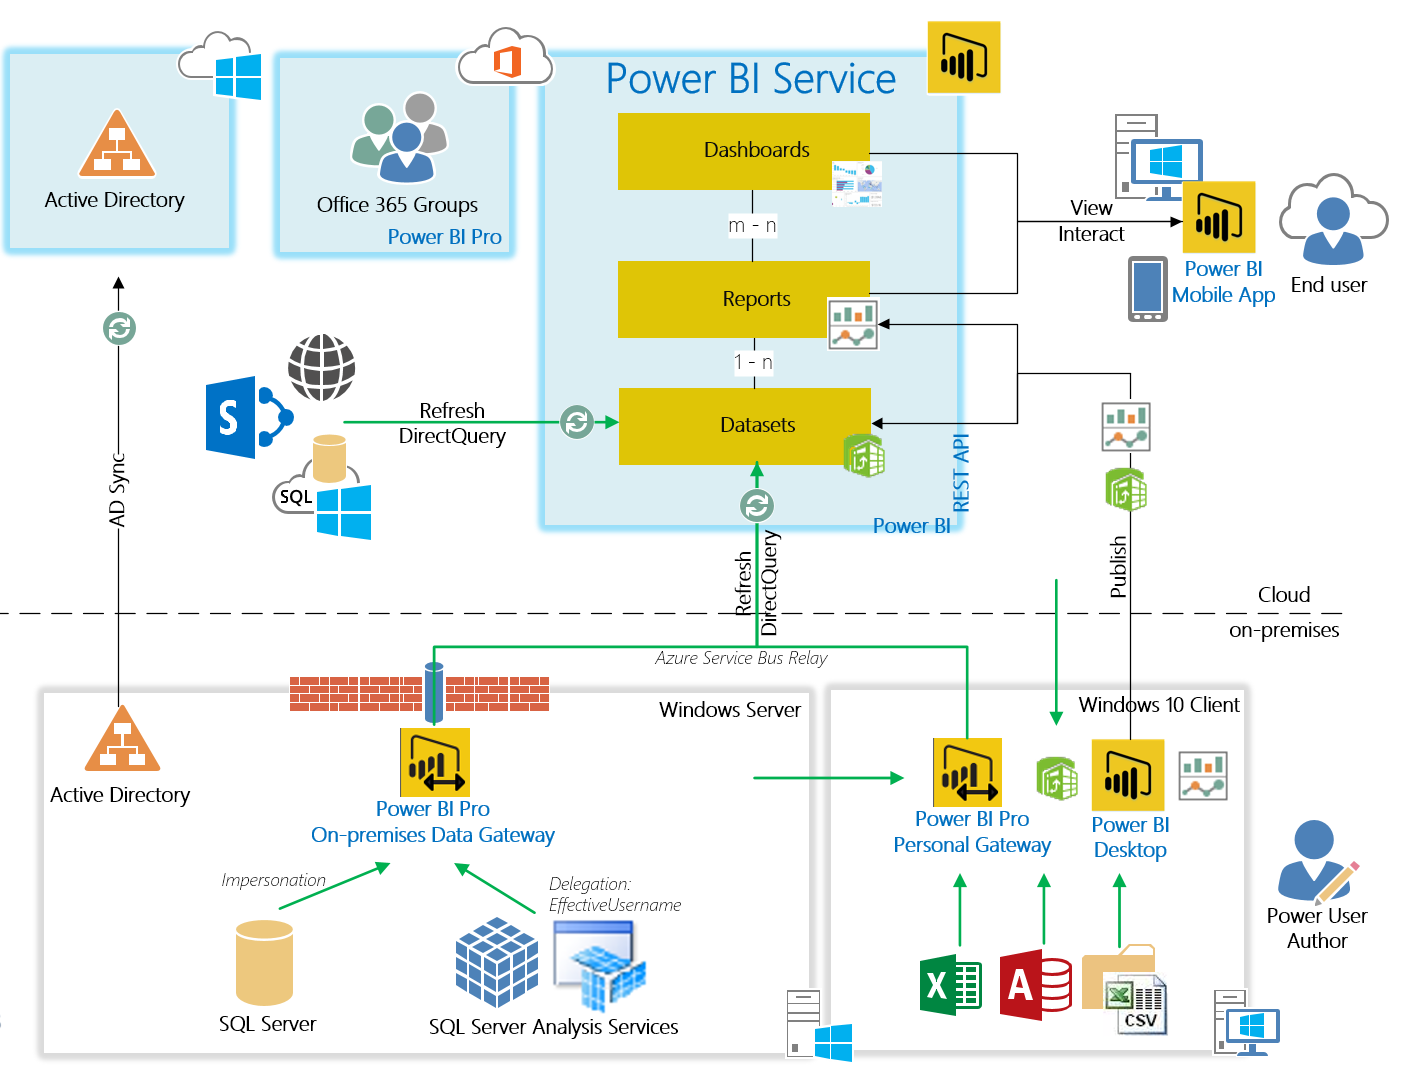 Power BI Service
Active Directory
Office 365 Groups
Power BI Pro
Dashboards
m - n
Reports
1 - n
Datasets
REST API
Power BI
View
Interact
Power BI
Mobile App
End user
S
SQL
Refresh
DirectQuery
AD Sync
Refresh
DirectQuery
Publish
Cloud
on-premises
Azure Service Bus Relay
Windows Server
Windows 10 Client
Active Directory
Power BI Pro
On-premises Data Gateway
Impersonation
Delegation:
EffectiveUsername
SQL Server
SQL Server Analysis Services
Power BI Pro
Personal Gateway
Power BI
Desktop
X
A
X
CSV
Power User
Author